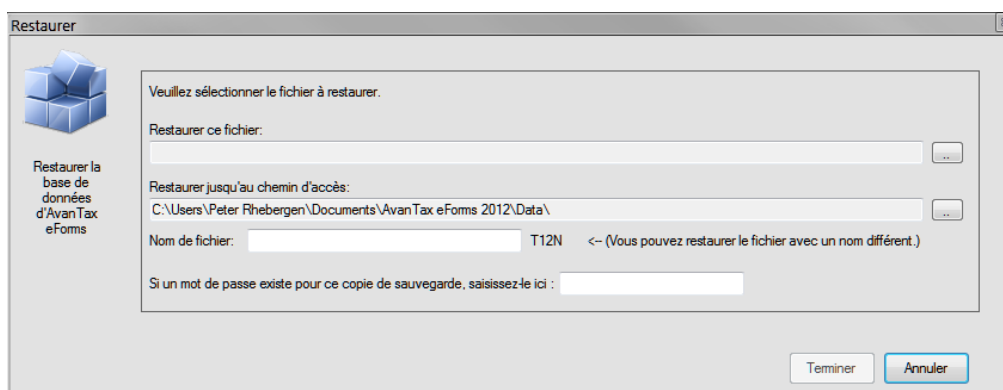 Restaurer
Veuillez sélectionner le fichier à restaurer.
Restaurer ce fichier:
..
Restaurer la
base de
données
d'AvanTax
eForms
Restaurer jusqu'au chemin d'accès:
C:\Users\Peter Rhebergen\Documents\AvanTax eForms 2012\Data\
..
Nom de fichier: T12N <-- (Vous pouvez restaurer le fichier avec un nom différent.)
Si un mot de passe existe pour ce copie de sauvegarde, saisissez-le ici :
Terminer Annuler